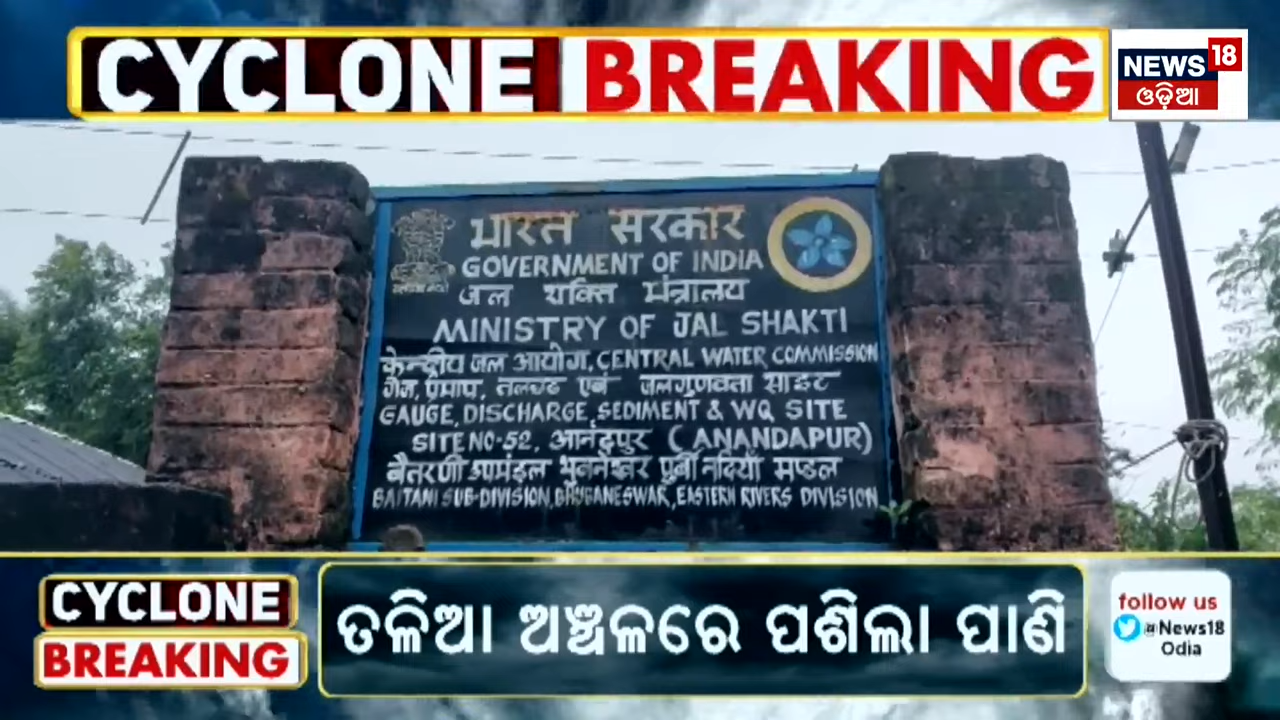 CYCLONE BREAKING
NEWS 18
ଓଡ଼ିଆ
भारत सरकार
GOVERNMENT OF INDIA
जल शक्ति मंत्रालय
MINISTRY OF JAL SHAKTI
केन्द्रीय जल आयोग, CENTRAL WATER COMMISSION
गेज, प्रमाप, तलछट एवं जलगुणवता साइट
GAUGE, DISCHARGE, SEDIMENT & WQ SITE
SITE NO-52, आनंदपुर (ANANDAPUR)
बैतरणी उपमंडल भुवनेश्वर पुर्वी नदियाँ मण्डल
BAITANI SUB-DIVISION, BHUBANESWAR, EASTERN RIVERS DIVISION
CYCLONE
BREAKING
ତଳିଆ ଅଞ୍ଚଳରେ ପଶିଲା ପାଣି
follow us
@News18
Odia